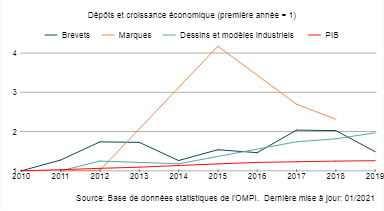 Dépôts et croissance économique (première année = 1)
Brevets Marques Dessins et modèles industriels PIB
4
3
2
1
2010 2011 2012 2013 2014 2015 2016 2017 2018 2019
Source: Base de données statistiques de l'OMPI. Dernière mise à jour: 01/2021